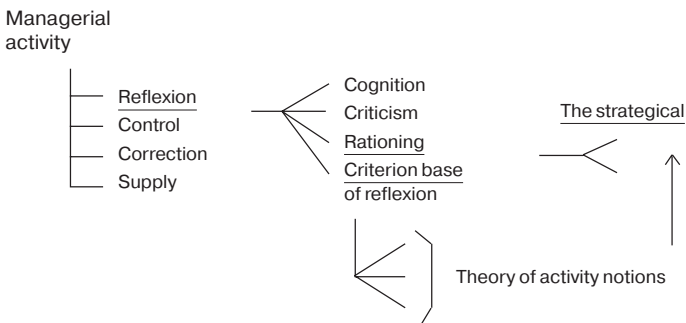 Managerial
activity
Reflexion
Control
Correction
Supply
Cognition
Criticism
Rationing
Criterion base
of reflexion
The strategical
Theory of activity notions